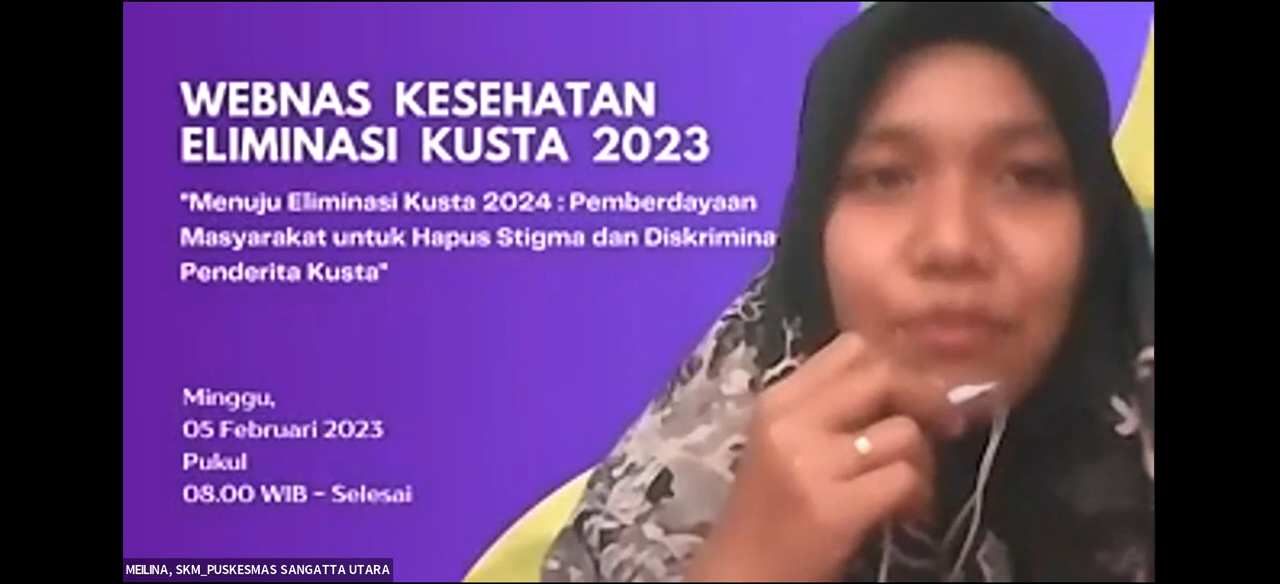 WEBNAS KESEHATAN
ELIMINASI KUSTA 2023
"Menuju Eliminasi Kusta 2024 : Pemberdayaan
Masyarakat untuk Hapus Stigma dan Diskrimina
Penderita Kusta"
Minggu,
05 Februari 2023
Pukul
08.00 WIB - Selesai
MEILINA, SKM_PUSKESMAS SANGATTA UTARA